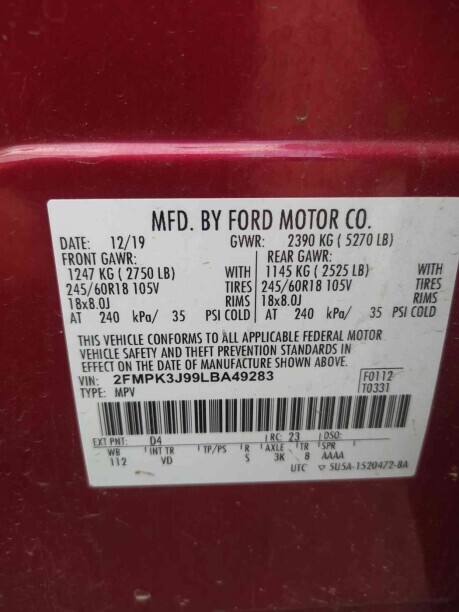 MFD. BY FORD MOTOR CO.
DATE: 12/19 GVWR: 2390 KG ( 5270 LB)
FRONT GAWR: REAR GAWR:
1247 KG ( 2750 LB) WITH 1145 KG ( 2525 LB) WITH
245/60R18 105V TIRES 245/60R18 105V TIRES
18x8.0J RIMS 18x8.0J RIMS
AT 240 kPa/ 35 PSI COLD AT 240 kPa/ 35 PSI COLD
THIS VEHICLE CONFORMS TO ALL APPLICABLE FEDERAL MOTOR
VEHICLE SAFETY AND THEFT PREVENTION STANDARDS IN
EFFECT ON THE DATE OF MANUFACTURE SHOWN ABOVE.
VIN: 2FMPK3J99LBA49283 F0112
TYPE: MPV T0331
EXT PNT: D4 RC: 23 DSO:
WB INT TR TP/PS R AXLE TR SPR
112 VD S 3K 8 AAAM
UTC ▽ 5U5A-1520472-BA